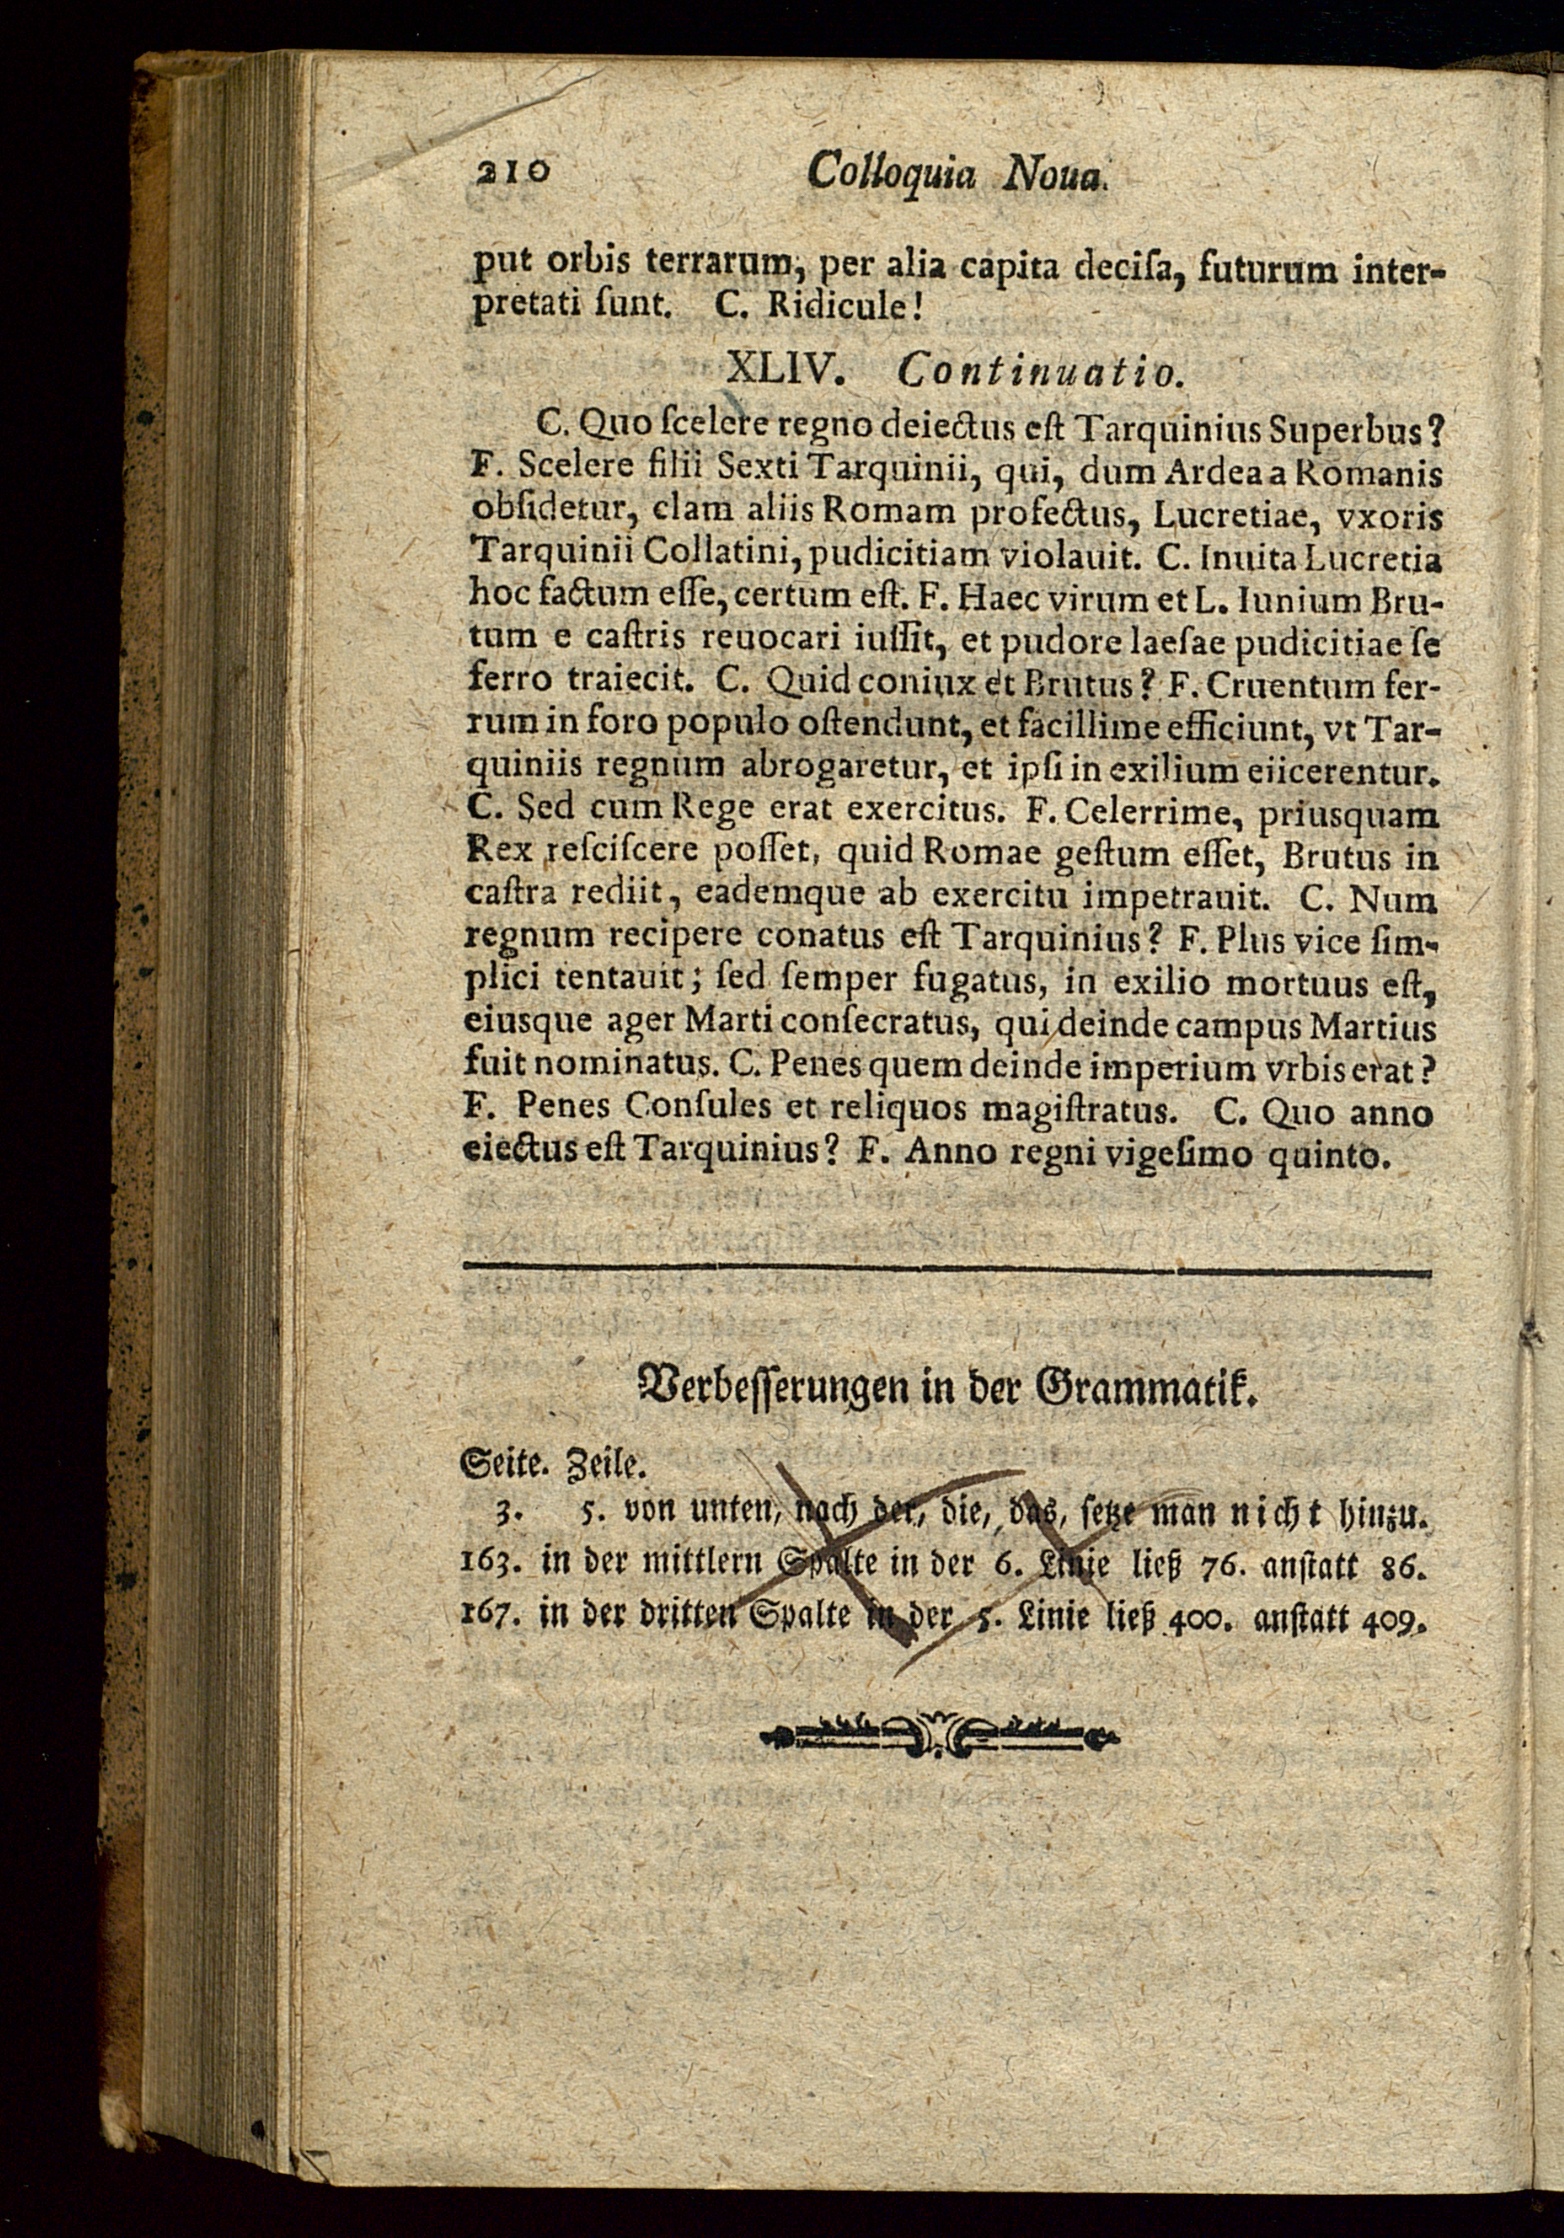 210 Colloquia Noua.
put orbis terrarum, per alia capita deciſa, futurum inter-
pretati ſunt. C. Ridicule!
XLIV. Continuatio.
C. Quo ſcelere regno deiectus eſt Tarquinius Superbus?
F. Scelere filii Sexti Tarquinii, qui, dum Ardea a Romanis
obſidetur, clam aliis Romam profectus, Lucretiae, vxoris
Tarquinii Collatini, pudicitiam violauit. C. Inuita Lucretia
hoc factum eſſe, certum eſt. F. Haec virum et L. Iunium Bru-
tum e caſtris reuocari iuſſit, et pudore laeſae pudicitiae ſe
ferro traiecit. C. Quid coniux et Brutus? F. Cruentum fer-
rum in foro populo oſtendunt, et facillime efficiunt, vt Tar-
quiniis regnum abrogaretur, et ipſi in exilium eiicerentur.
C. Sed cum Rege erat exercitus. F. Celerrime, priusquam
Rex reſciſcere poſſet, quid Romae geſtum eſſet, Brutus in
caſtra rediit, eademque ab exercitu impetrauit. C. Num
regnum recipere conatus eſt Tarquinius? F. Plus vice ſim-
plici tentauit; ſed ſemper fugatus, in exilio mortuus eſt,
eiusque ager Marti conſecratus, qui deinde campus Martius
fuit nominatus. C. Penes quem deinde imperium vrbis erat?
F. Penes Conſules et reliquos magiſtratus. C. Quo anno
eiectus eſt Tarquinius? F. Anno regni vigeſimo quinto.
Verbeſſerungen in der Grammatik.
Seite. Zeile.
3. 5. von unten, nach der, die, das, ſetze man nicht hinzu.
163. in der mittlern Spalte in der 6. Linie ließ 76. anſtatt 86.
167. in der dritten Spalte in der 5. Linie ließ 400. anſtatt 409.